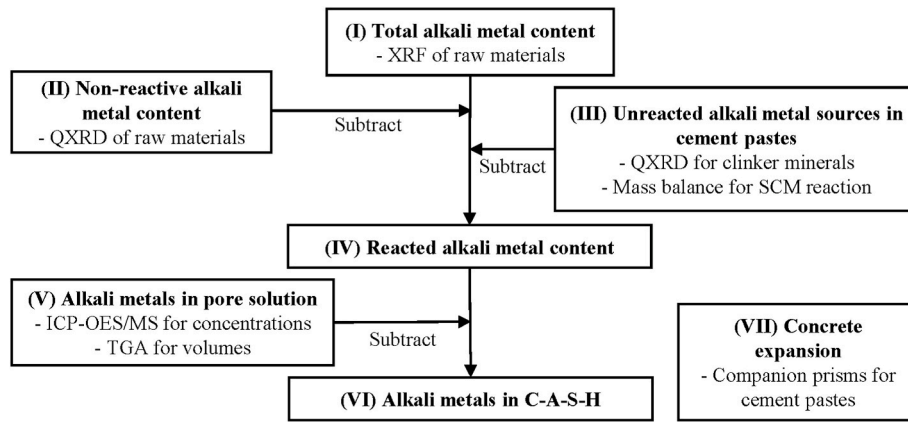 (I) Total alkali metal content
- XRF of raw materials
(II) Non-reactive alkali
metal content
- QXRD of raw materials
Subtract
(III) Unreacted alkali metal sources in
cement pastes
- QXRD for clinker minerals
- Mass balance for SCM reaction
Subtract
(IV) Reacted alkali metal content
(V) Alkali metals in pore solution
- ICP-OES/MS for concentrations
- TGA for volumes
Subtract
(VI) Alkali metals in C-A-S-H
(VII) Concrete
expansion
- Companion prisms for
cement pastes